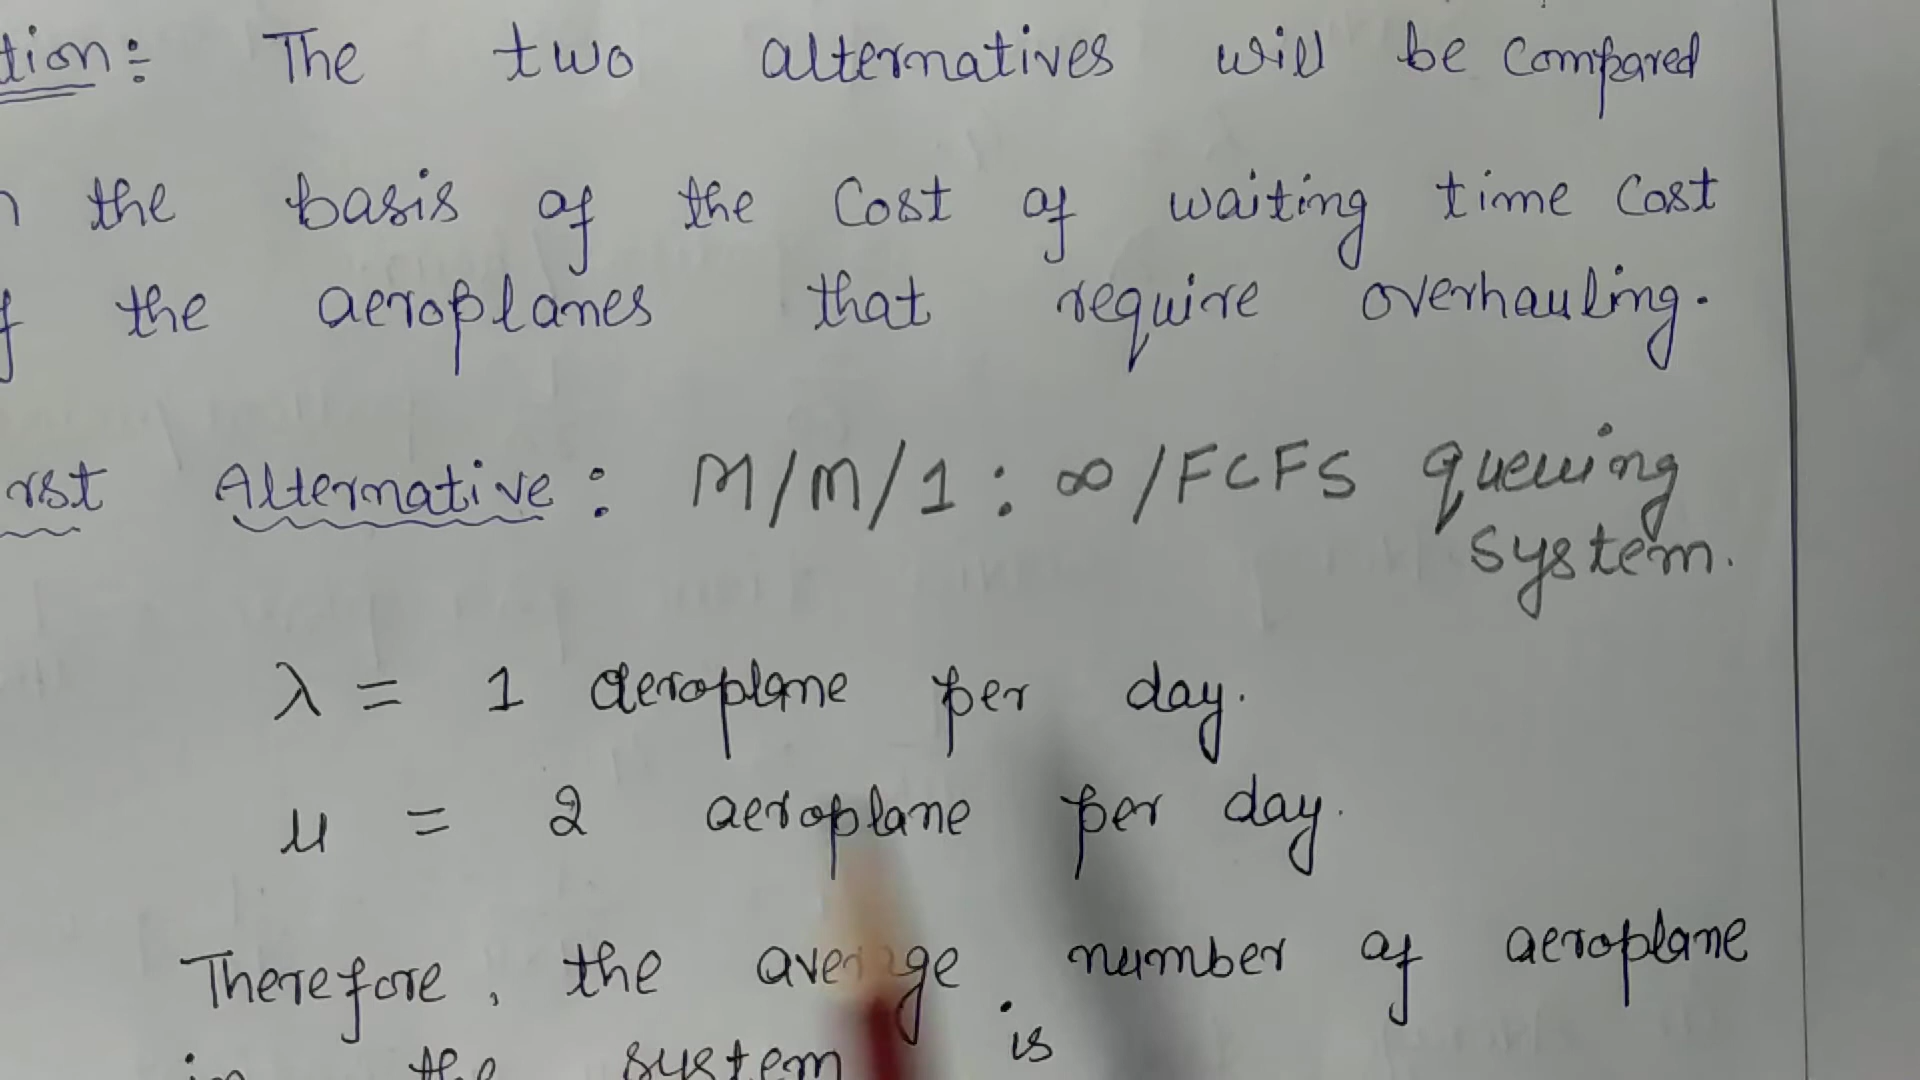 tion: The two alternatives will be compared
n the basis of the cost of waiting time cost
f the aeroplanes that require overhauling.
rst Alternative: M/M/1 : ∞/FCFS queuing
system.
λ = 1 aeroplane per day.
μ = 2 aeroplane per day.
Therefore, the average number of aeroplane
in the system is